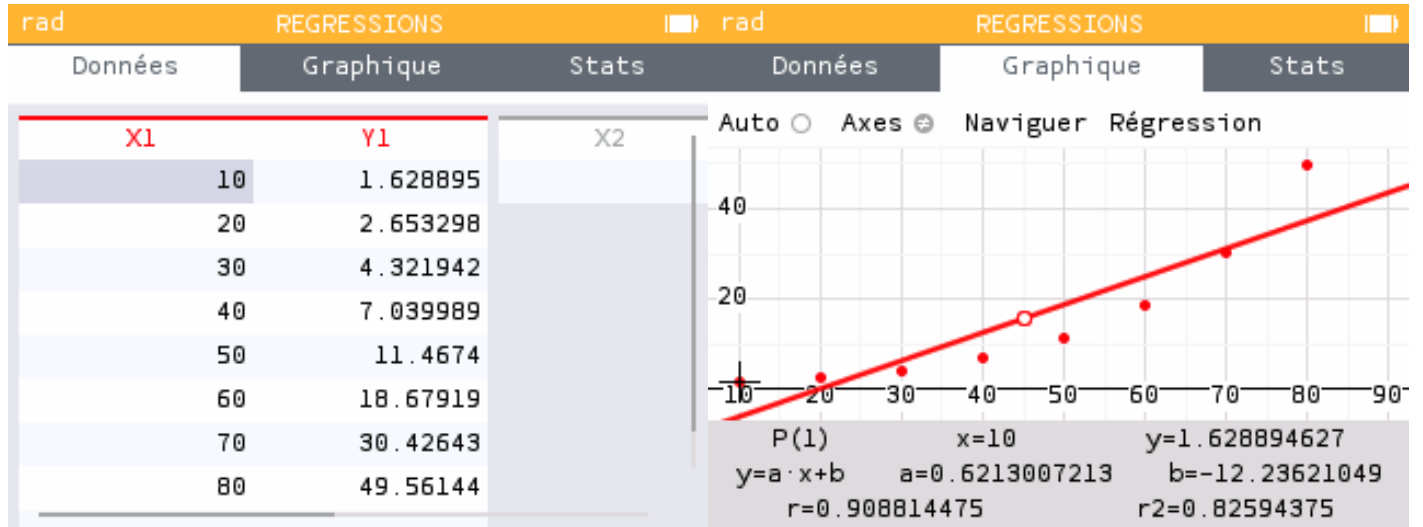 rad REGRESSIONS
Données Graphique Stats
X1 Y1 X2
10 1.628895
20 2.653298
30 4.321942
40 7.039989
50 11.4674
60 18.67919
70 30.42643
80 49.56144
rad REGRESSIONS
Données Graphique Stats
Auto Axes Naviguer Régression
40
20
10 20 30 40 50 60 70 80 90
P(1) x=10 y=1.628894627
y=a·x+b a=0.6213007213 b=-12.23621049
r=0.908814475 r2=0.82594375